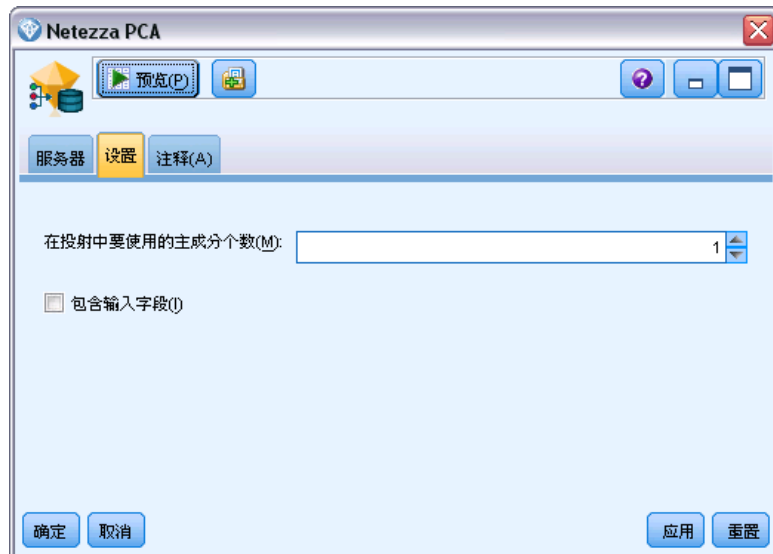 Netezza PCA
预览(P)
服务器 设置 注释(A)
在投射中要使用的主成分个数(M): 1
包含输入字段(I)
确定 取消 应用 重置